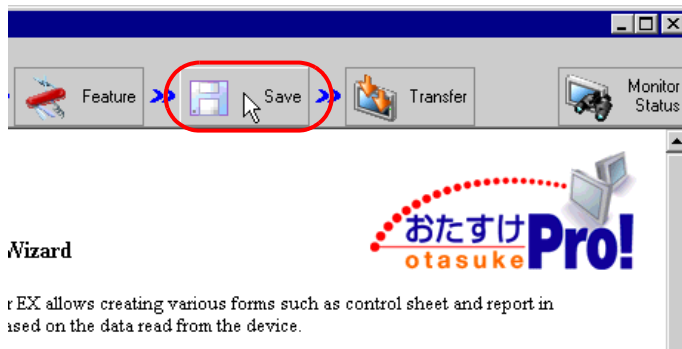 Feature Save Transfer Monitor Status
おたすけ Pro!
otasuke
Wizard
r EX allows creating various forms such as control sheet and report in
ased on the data read from the device.